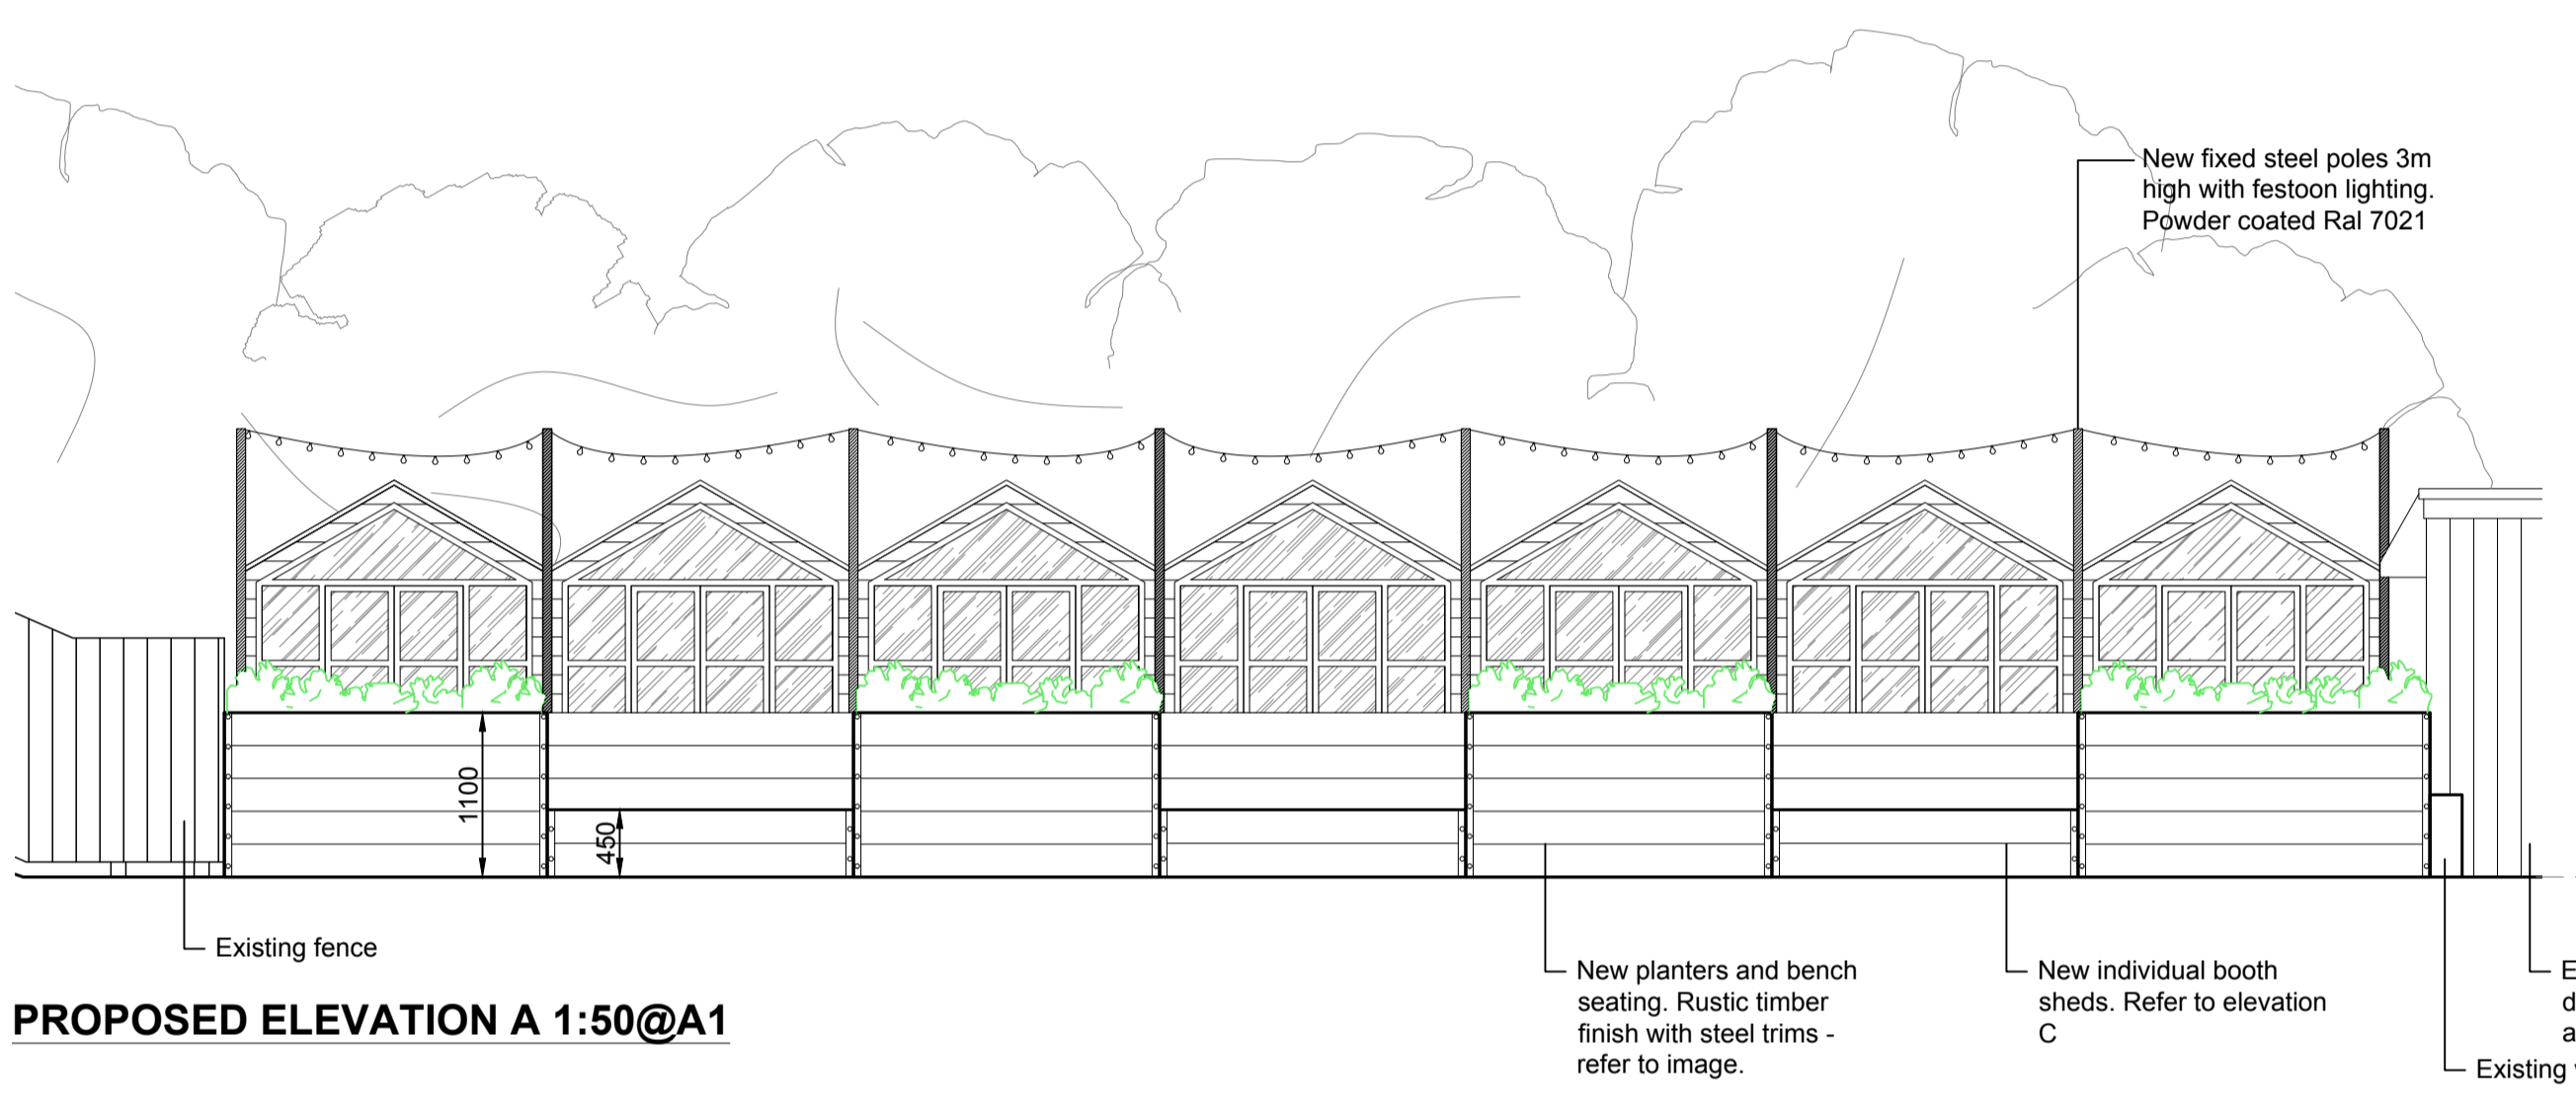 New fixed steel poles 3m
high with festoon lighting.
Powder coated Ral 7021
1100
450
Existing fence
New planters and bench
seating. Rustic timber
finish with steel trims -
refer to image.
New individual booth
sheds. Refer to elevation
C
Existing
PROPOSED ELEVATION A 1:50@A1